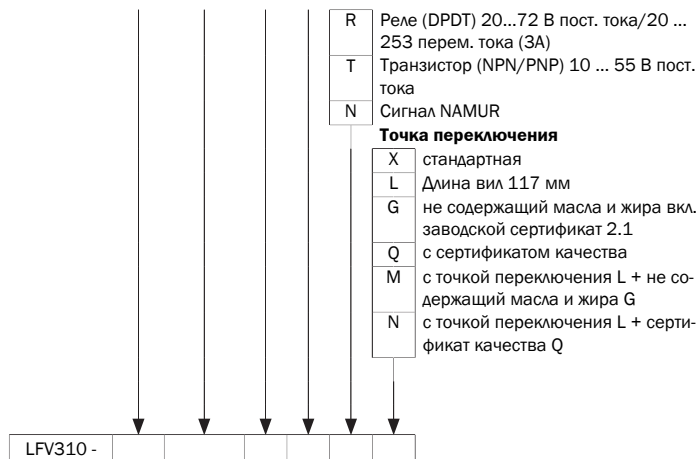 R Реле (DPDT) 20...72 В пост. тока/20 ...
253 перем. тока (3A)
T Транзистор (NPN/PNP) 10 ... 55 В пост.
тока
N Сигнал NAMUR
Точка переключения
X стандартная
L Длина вил 117 мм
G не содержащий масла и жира вкл.
заводской сертификат 2.1
Q с сертификатом качества
M с точкой переключения L + не со-
держащий масла и жира G
N с точкой переключения L + серти-
фикат качества Q
LFV310 -